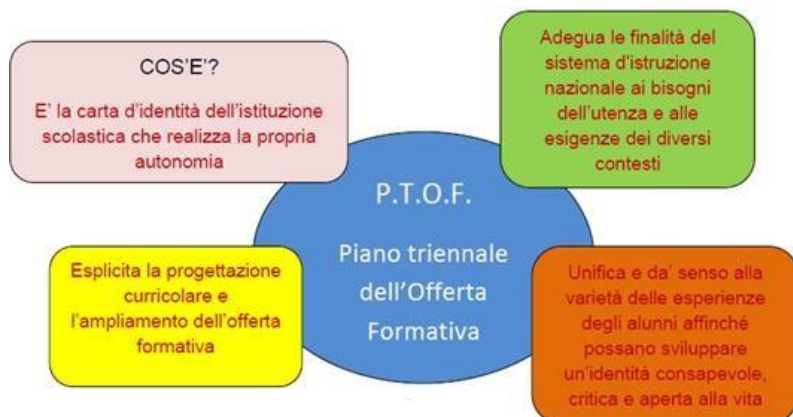 COS'E'?
E' la carta d'identità dell'istituzione
scolastica che realizza la propria
autonomia
Adegua le finalità del
sistema d'istruzione
nazionale ai bisogni
dell'utenza e alle
esigenze dei diversi
contesti
P.T.O.F.
Piano triennale
dell'Offerta
Formativa
Esplicita la progettazione
curricolare e
l'ampliamento dell'offerta
formativa
Unifica e da' senso alla
varietà delle esperienze
degli alunni affinché
possano sviluppare
un'identità consapevole,
critica e aperta alla vita